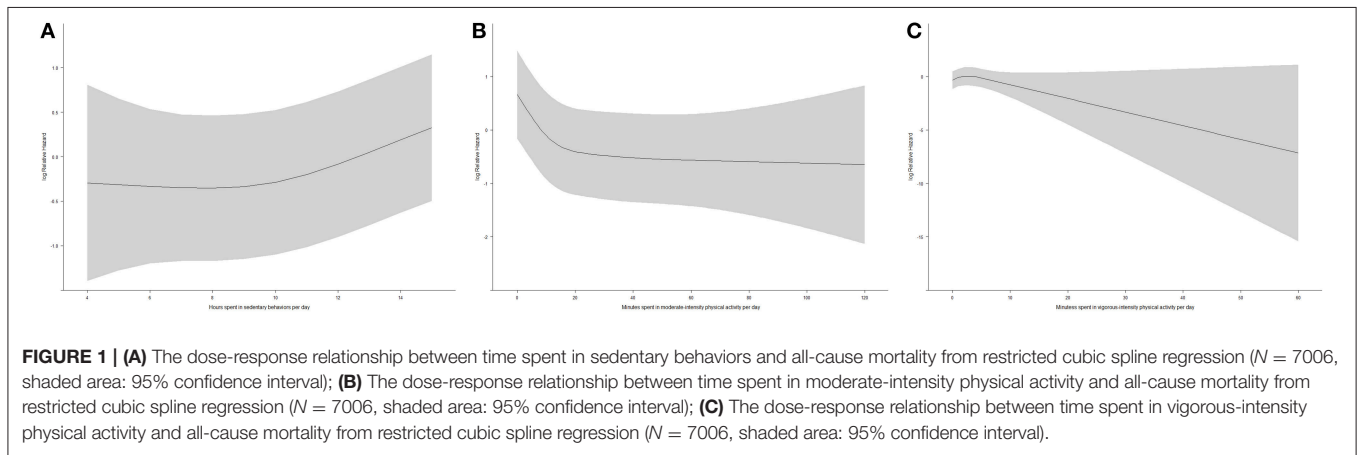 A
B
C
log Relative Hazard
1.0
0.5
0.0
-0.5
-1.0
4
6
8
10
12
14
Hours spent in sedentary behaviors per day
log Relative Hazard
1
0
-1
-2
0
20
40
60
80
100
120
Minutes spent in moderate-intensity physical activity per day
log Relative Hazard
0
-5
-10
-15
0
10
20
30
40
50
60
Minutess spent in vigorous-intensity physical activity per day
FIGURE 1 | (A) The dose-response relationship between time spent in sedentary behaviors and all-cause mortality from restricted cubic spline regression (N = 7006,
shaded area: 95% confidence interval); (B) The dose-response relationship between time spent in moderate-intensity physical activity and all-cause mortality from
restricted cubic spline regression (N = 7006, shaded area: 95% confidence interval); (C) The dose-response relationship between time spent in vigorous-intensity
physical activity and all-cause mortality from restricted cubic spline regression (N = 7006, shaded area: 95% confidence interval).